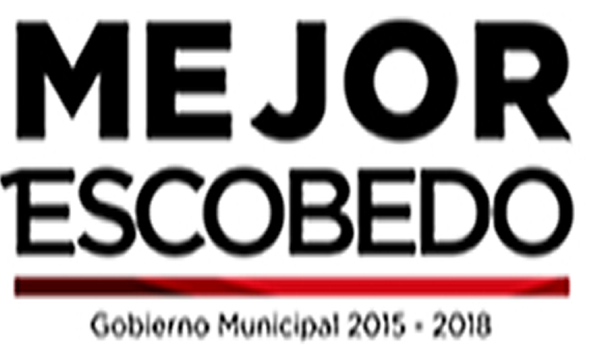 MEJOR
ESCOBEDO
Gobierno Municipal 2015 - 2018